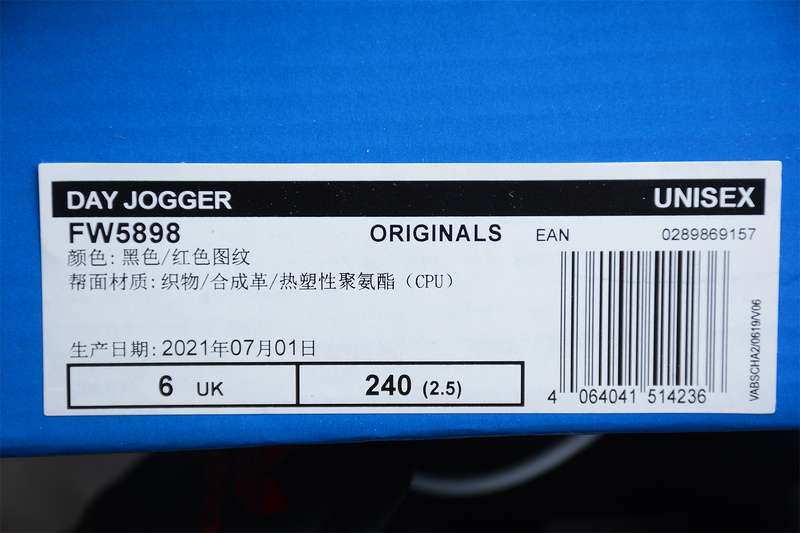 DAY JOGGER UNISEX
FW5898 ORIGINALS EAN 0289869157
颜色: 黑色/红色图纹
帮面材质: 织物/合成革/热塑性聚氨酯（CPU）
生产日期: 2021年07月01日
6 UK 240 (2.5)
4 064041 514236
VABSCHA2/0619/V06